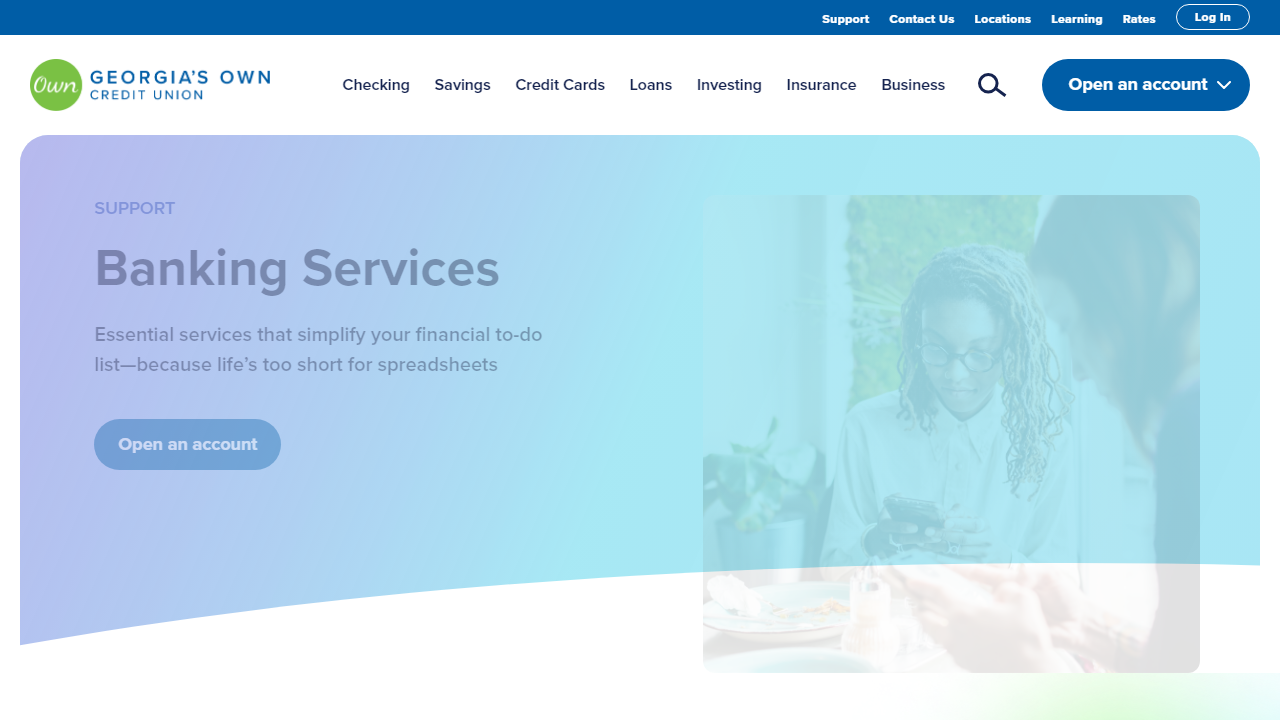 Support Contact Us Locations Learning Rates Log In
Own GEORGIA'S OWN
CREDIT UNION
Checking Savings Credit Cards Loans Investing Insurance Business Open an account
SUPPORT
Banking Services
Essential services that simplify your financial to-do
list—because life’s too short for spreadsheets
Open an account